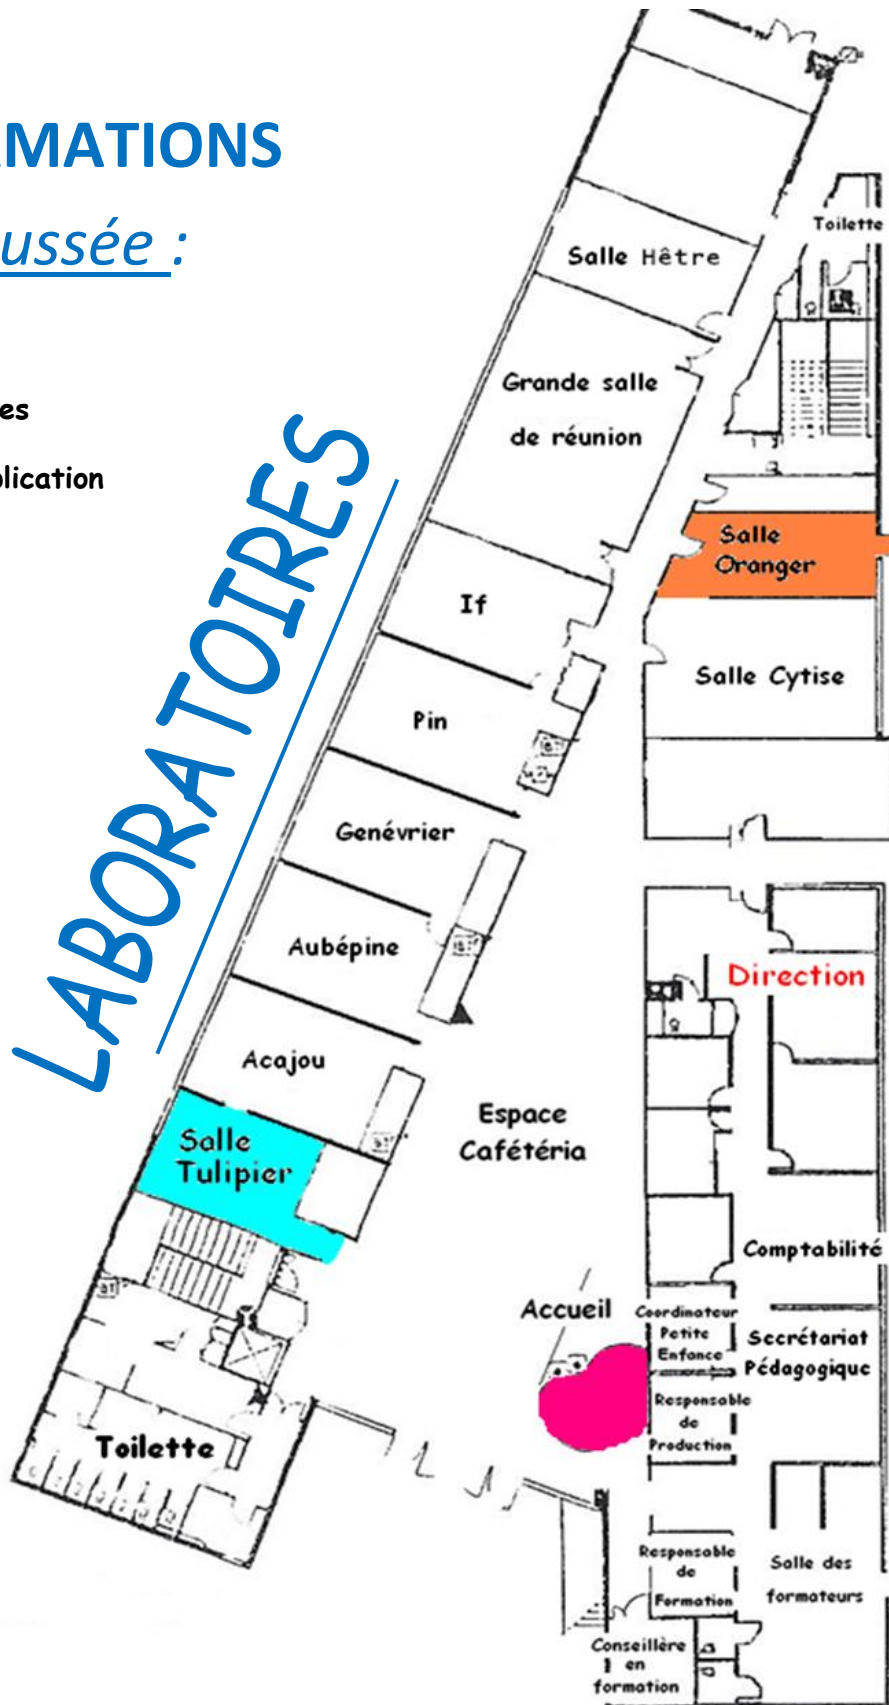 RMATIONS
ussée :
es
plication
LABORATOIRES
Toilette
Salle Hêtre
Grande salle
de réunion
Salle
Oranger
If
Salle Cytise
Pin
Genévrier
Aubépine
Direction
Acajou
Espace
Cafétéria
Salle
Tulipier
Comptabilité
Accueil
Coordinateur
Petite
Enfance
Secrétariat
Pédagogique
Responsable
de
Production
Toilette
Responsable
de
Formation
Salle des
formateurs
Conseillère
en
formation